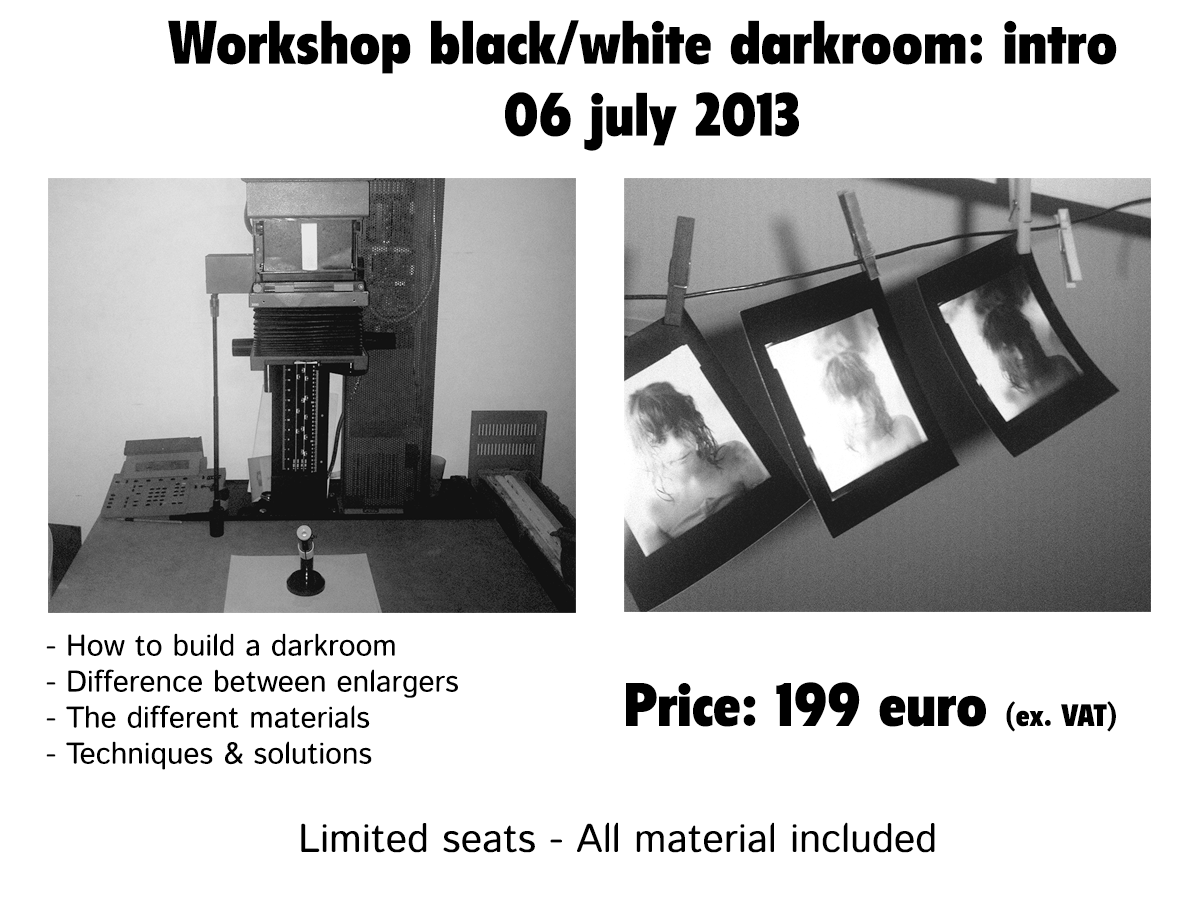 Workshop black/white darkroom: intro
06 july 2013
- How to build a darkroom
- Difference between enlargers
- The different materials
- Techniques & solutions
Price: 199 euro (ex. VAT)
Limited seats - All material included